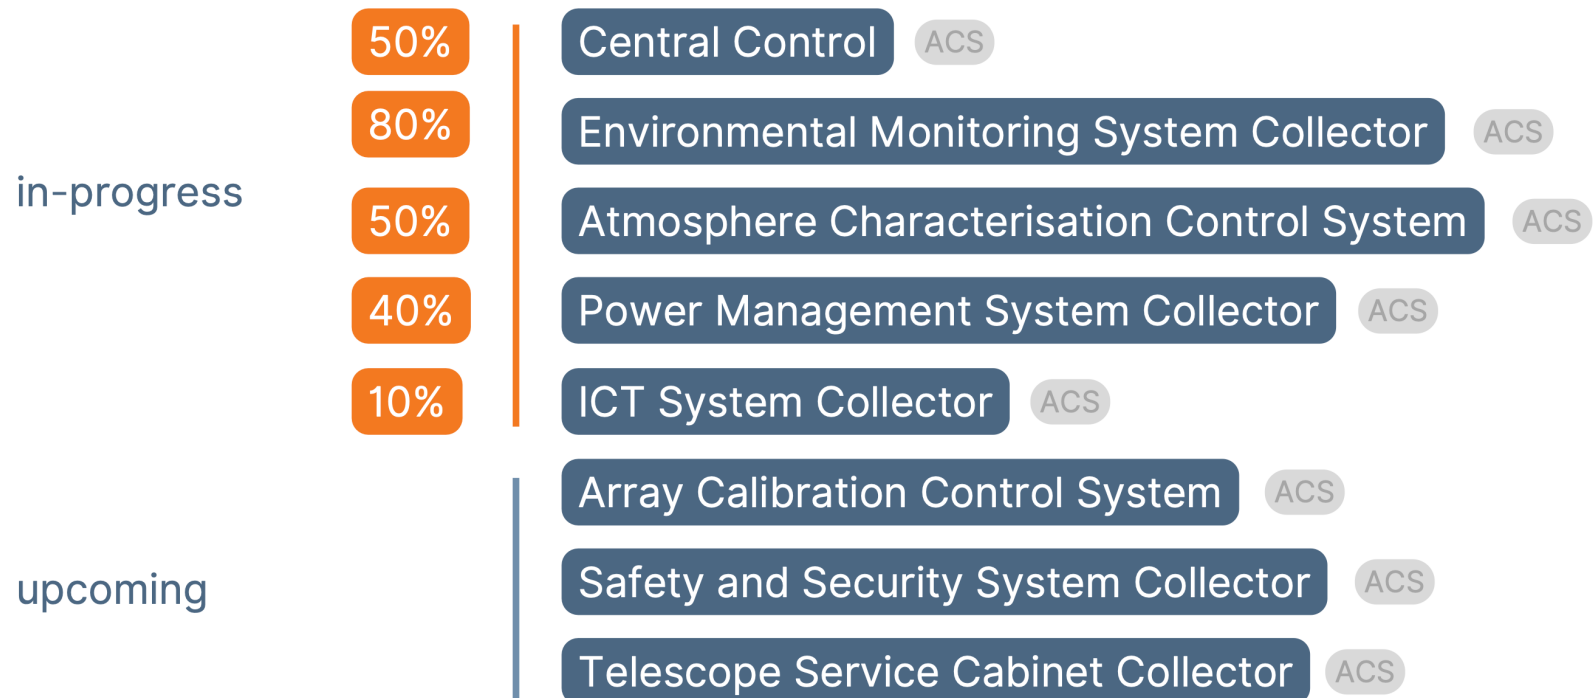 50% Central Control ACS
80% Environmental Monitoring System Collector ACS
in-progress
50% Atmosphere Characterisation Control System ACS
40% Power Management System Collector ACS
10% ICT System Collector ACS
Array Calibration Control System ACS
upcoming
Safety and Security System Collector ACS
Telescope Service Cabinet Collector ACS